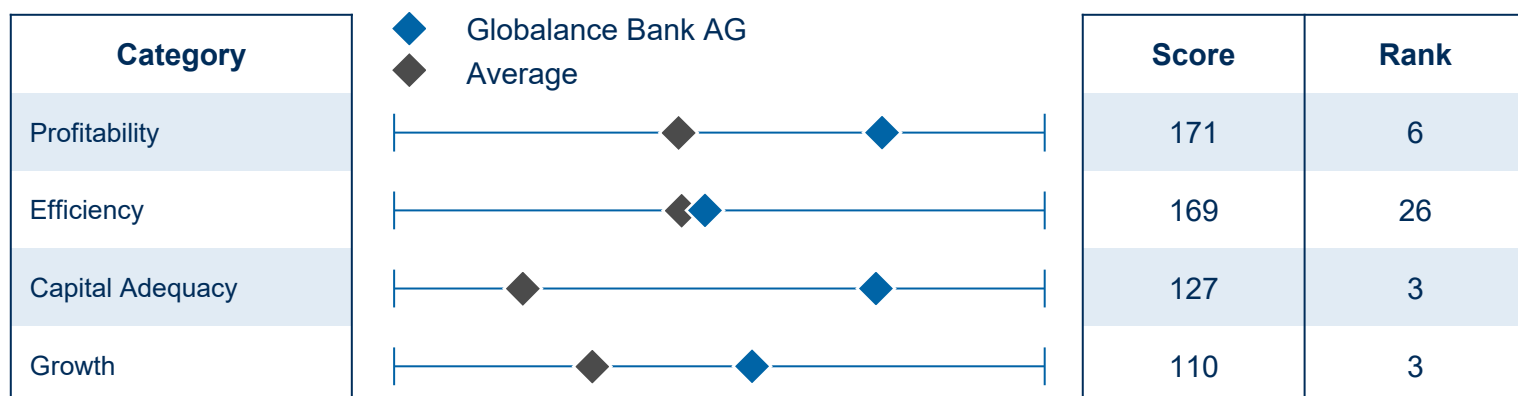 Globalance Bank AG
Average
Category Score Rank
Profitability 171 6
Efficiency 169 26
Capital Adequacy 127 3
Growth 110 3